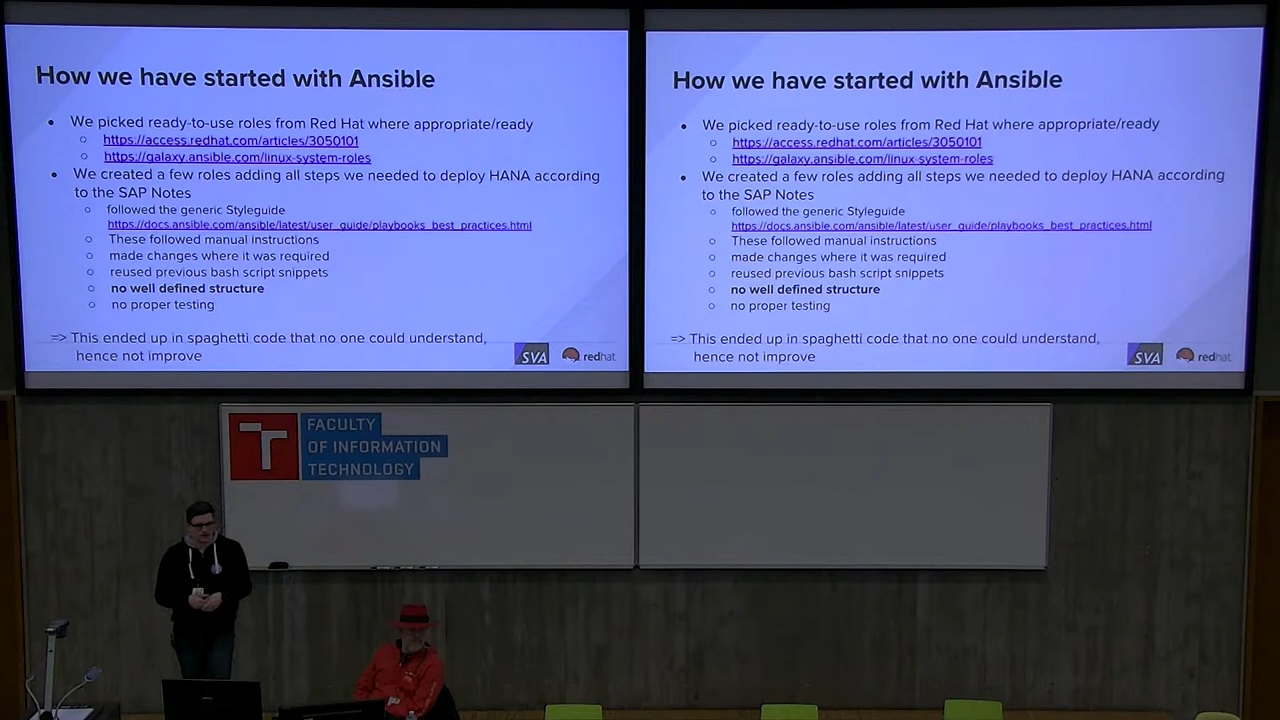 How we have started with Ansible
• We picked ready-to-use roles from Red Hat where appropriate/ready
○ https://access.redhat.com/articles/3050101
○ https://galaxy.ansible.com/linux-system-roles
• We created a few roles adding all steps we needed to deploy HANA according
to the SAP Notes
○ followed the generic Styleguide
https://docs.ansible.com/ansible/latest/user_guide/playbooks_best_practices.html
○ These followed manual instructions
○ made changes where it was required
○ reused previous bash script snippets
○ no well defined structure
○ no proper testing
=> This ended up in spaghetti code that no one could understand,
hence not improve
SVA redhat
How we have started with Ansible
• We picked ready-to-use roles from Red Hat where appropriate/ready
○ https://access.redhat.com/articles/3050101
○ https://galaxy.ansible.com/linux-system-roles
• We created a few roles adding all steps we needed to deploy HANA according
to the SAP Notes
○ followed the generic Styleguide
https://docs.ansible.com/ansible/latest/user_guide/playbooks_best_practices.html
○ These followed manual instructions
○ made changes where it was required
○ reused previous bash script snippets
○ no well defined structure
○ no proper testing
=> This ended up in spaghetti code that no one could understand,
hence not improve
SVA redhat
T FACULTY
OF INFORMATION
TECHNOLOGY